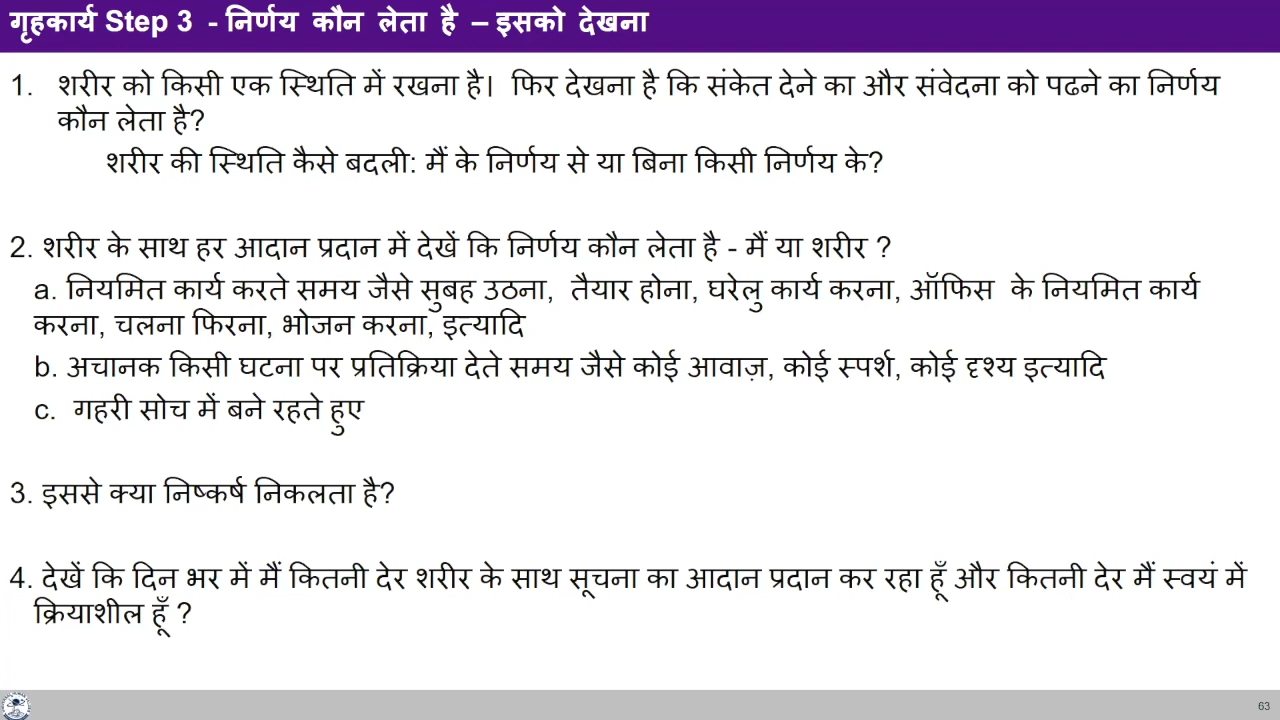 गृहकार्य Step 3 - निर्णय कौन लेता है – इसको देखना
1. शरीर को किसी एक स्थिति में रखना है। फिर देखना है कि संकेत देने का और संवेदना को पढने का निर्णय
कौन लेता है?
शरीर की स्थिति कैसे बदली: मैं के निर्णय से या बिना किसी निर्णय के?
2. शरीर के साथ हर आदान प्रदान में देखें कि निर्णय कौन लेता है - मैं या शरीर ?
a. नियमित कार्य करते समय जैसे सुबह उठना, तैयार होना, घरेलु कार्य करना, ऑफिस के नियमित कार्य
करना, चलना फिरना, भोजन करना, इत्यादि
b. अचानक किसी घटना पर प्रतिक्रिया देते समय जैसे कोई आवाज़, कोई स्पर्श, कोई दृश्य इत्यादि
c. गहरी सोच में बने रहते हुए
3. इससे क्या निष्कर्ष निकलता है?
4. देखें कि दिन भर में मैं कितनी देर शरीर के साथ सूचना का आदान प्रदान कर रहा हूँ और कितनी देर मैं स्वयं में
क्रियाशील हूँ ?
63